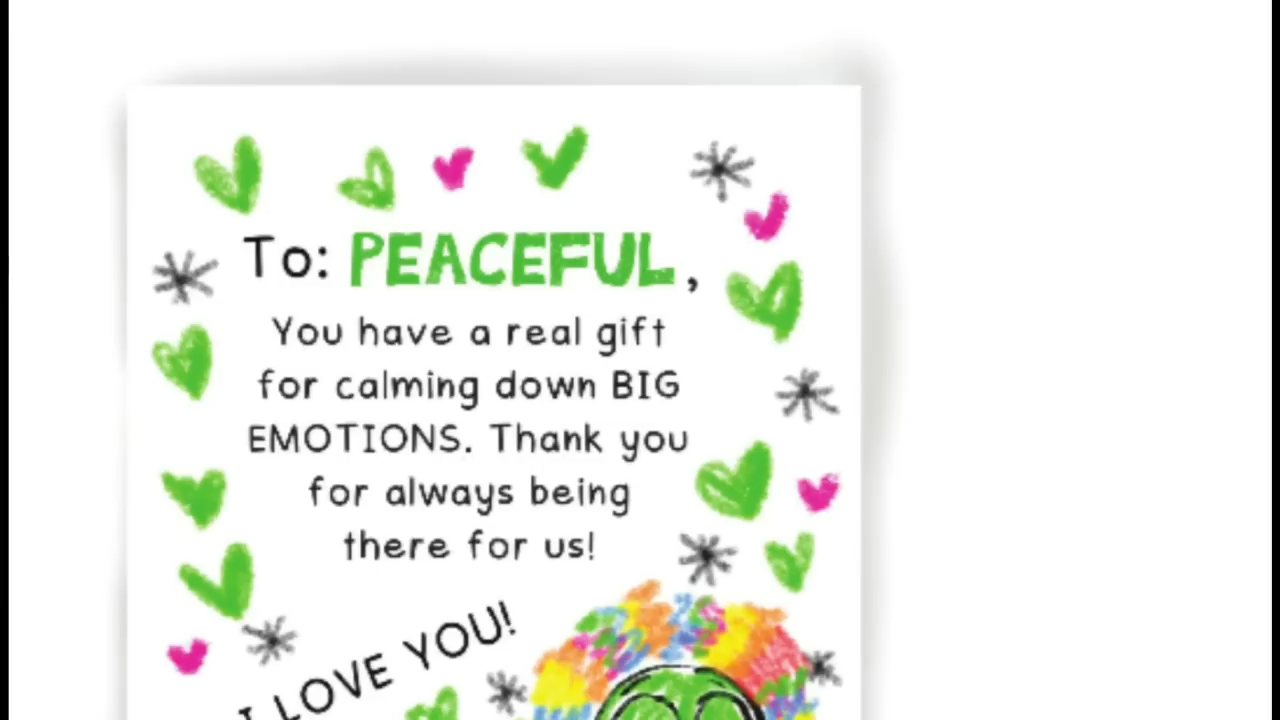 To: PEACEFUL,
You have a real gift
for calming down BIG
EMOTIONS. Thank you
for always being
there for us!
I LOVE YOU!